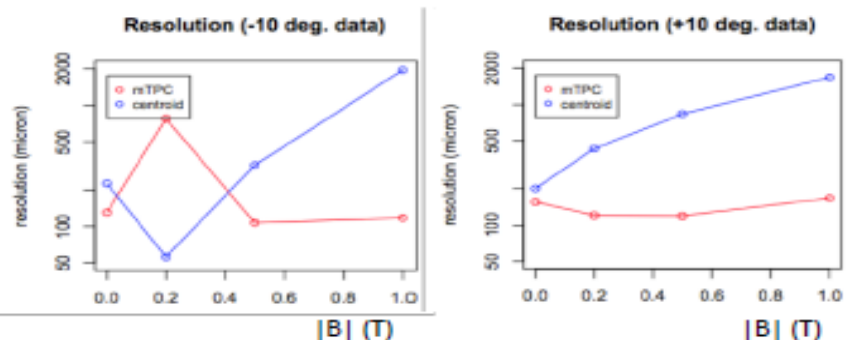 Resolution (-10 deg. data)
resolution (micron)
2000
500
100
50
mTPC
centroid
0.0 0.2 0.4 0.6 0.8 1.0
|B| (T)
Resolution (+10 deg. data)
resolution (micron)
2000
500
100
50
mTPC
centroid
0.0 0.2 0.4 0.6 0.8 1.0
|B| (T)